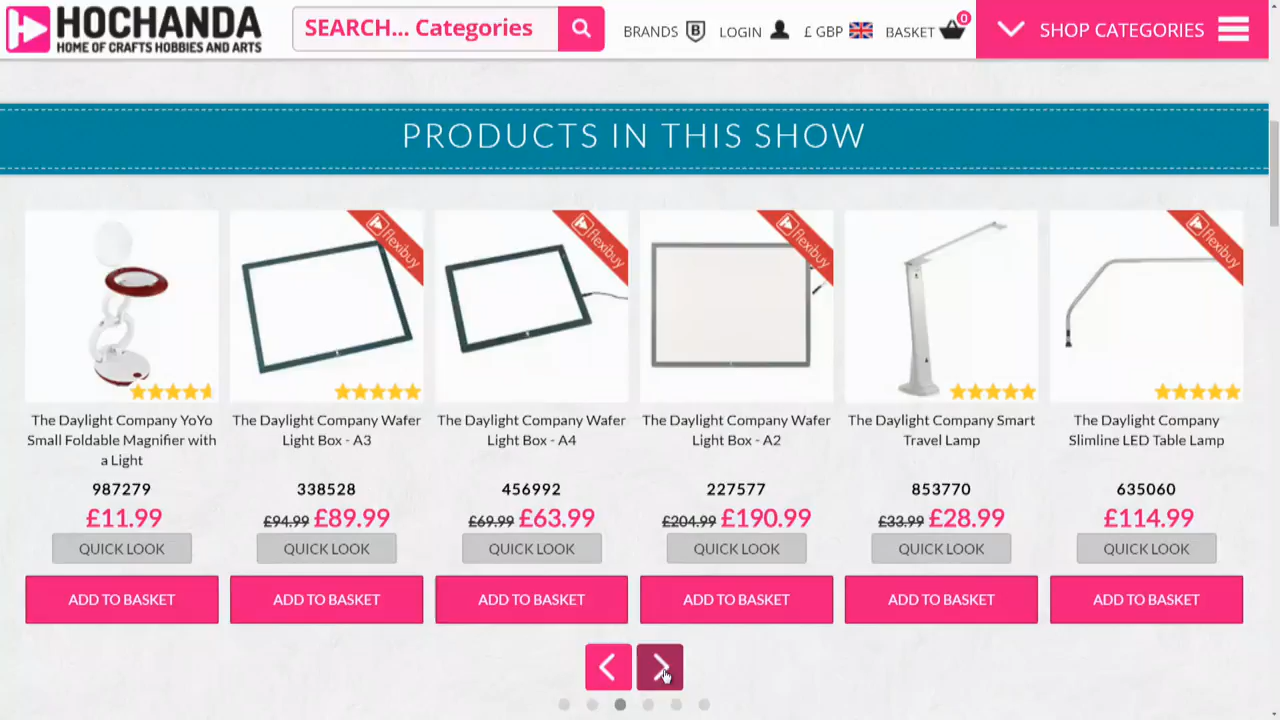 HOCHANDA
HOME OF CRAFTS HOBBIES AND ARTS
SEARCH... Categories
BRANDS B
LOGIN
£ GBP
BASKET 0
SHOP CATEGORIES
PRODUCTS IN THIS SHOW
flexibuy
flexibuy
flexibuy
flexibuy
The Daylight Company YoYo
Small Foldable Magnifier with
a Light
987279
£11.99
QUICK LOOK
ADD TO BASKET
The Daylight Company Wafer
Light Box - A3
338528
£94.99 £89.99
QUICK LOOK
ADD TO BASKET
The Daylight Company Wafer
Light Box - A4
456992
£69.99 £63.99
QUICK LOOK
ADD TO BASKET
The Daylight Company Wafer
Light Box - A2
227577
£204.99 £190.99
QUICK LOOK
ADD TO BASKET
The Daylight Company Smart
Travel Lamp
853770
£33.99 £28.99
QUICK LOOK
ADD TO BASKET
The Daylight Company
Slimline LED Table Lamp
635060
£114.99
QUICK LOOK
ADD TO BASKET